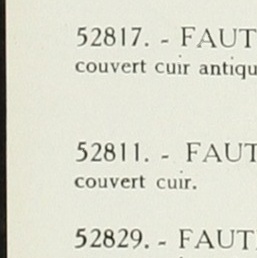 52817. - FAUT
couvert cuir antiqu
52811. - FAUT
couvert cuir.
52829. - FAUT